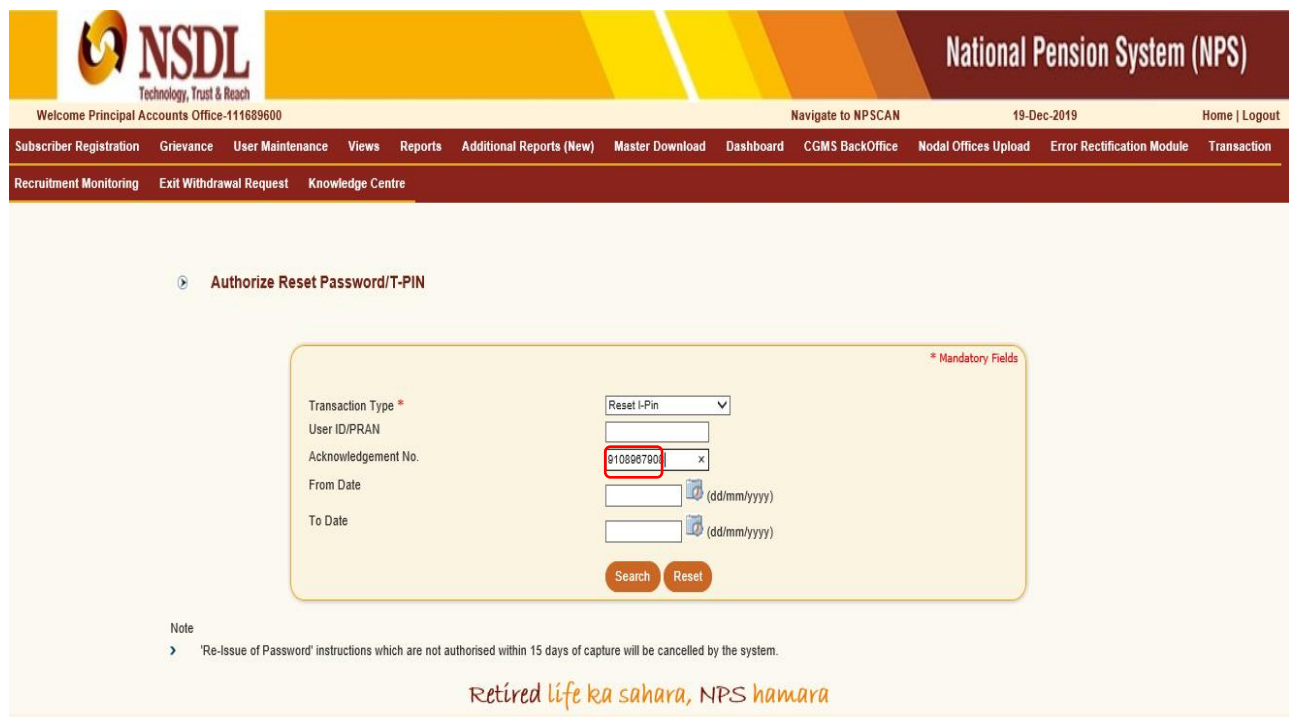 NSDL
Technology, Trust & Reach
National Pension System (NPS)
Welcome Principal Accounts Office-111689600 Navigate to NPSCAN 19-Dec-2019 Home | Logout
Subscriber Registration Grievance User Maintenance Views Reports Additional Reports (New) Master Download Dashboard CGMS BackOffice Nodal Offices Upload Error Rectification Module Transaction
Recruitment Monitoring Exit Withdrawal Request Knowledge Centre
Authorize Reset Password/T-PIN
* Mandatory Fields
Transaction Type * Reset I-Pin
User ID/PRAN
Acknowledgement No. 9108967908 x
From Date (dd/mm/yyyy)
To Date (dd/mm/yyyy)
Search Reset
Note
'Re-Issue of Password' instructions which are not authorised within 15 days of capture will be cancelled by the system.
Retired life ka sahara, NPS hamara